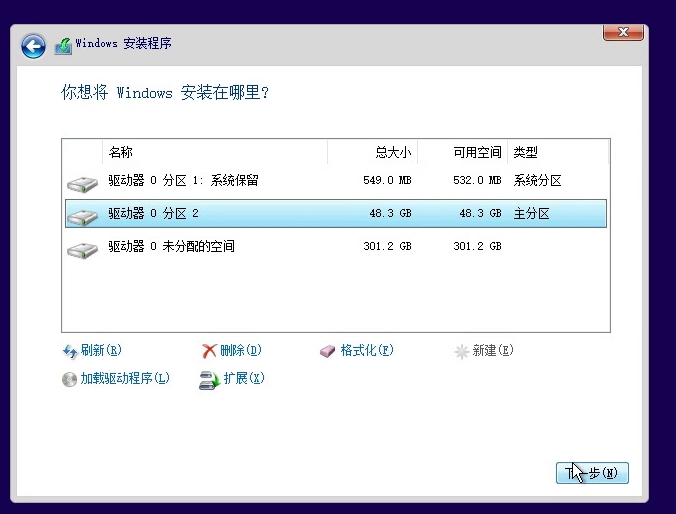 Windows 安装程序
你想将 Windows 安装在哪里?
名称 总大小 可用空间 类型
驱动器 0 分区 1: 系统保留 549.0 MB 532.0 MB 系统分区
驱动器 0 分区 2 48.3 GB 48.3 GB 主分区
驱动器 0 未分配的空间 301.2 GB 301.2 GB
刷新(R) 删除(D) 格式化(F) 新建(E)
加载驱动程序(L) 扩展(X)
下一步(N)